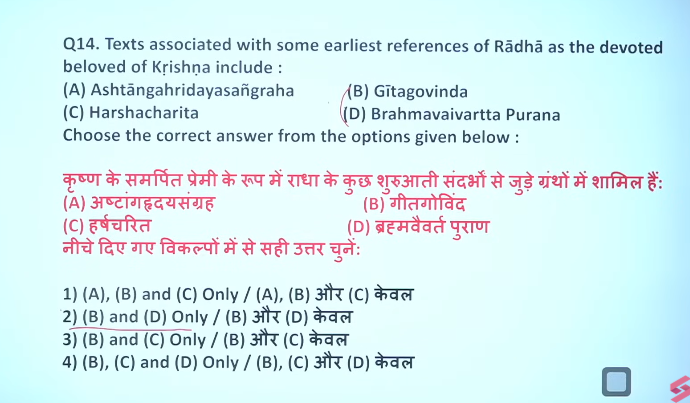 Q14. Texts associated with some earliest references of Rādhā as the devoted
beloved of Kṛishṇa include :
(A) Ashtāngahridayasañgraha (B) Gītagovinda
(C) Harshacharita (D) Brahmavaivartta Purana
Choose the correct answer from the options given below :
कृष्ण के समर्पित प्रेमी के रूप में राधा के कुछ शुरुआती संदर्भों से जुड़े ग्रंथों में शामिल हैं:
(A) अष्टांगहृदयसंग्रह (B) गीतगोविंद
(C) हर्षचरित (D) ब्रह्मवैवर्त पुराण
नीचे दिए गए विकल्पों में से सही उत्तर चुनें:
1) (A), (B) and (C) Only / (A), (B) और (C) केवल
2) (B) and (D) Only / (B) और (D) केवल
3) (B) and (C) Only / (B) और (C) केवल
4) (B), (C) and (D) Only / (B), (C) और (D) केवल